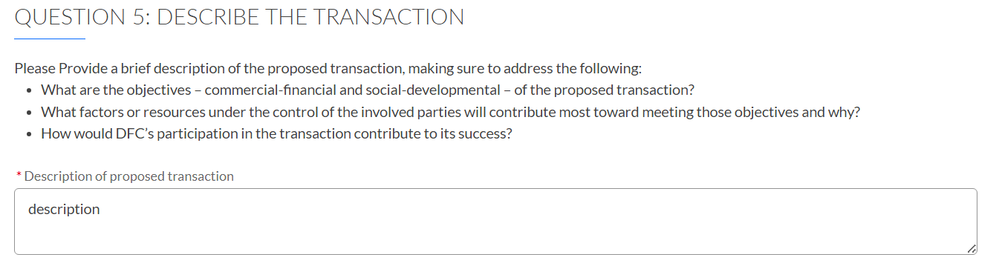 QUESTION 5: DESCRIBE THE TRANSACTION
Please Provide a brief description of the proposed transaction, making sure to address the following:
• What are the objectives – commercial-financial and social-developmental – of the proposed transaction?
• What factors or resources under the control of the involved parties will contribute most toward meeting those objectives and why?
• How would DFC’s participation in the transaction contribute to its success?
* Description of proposed transaction
description